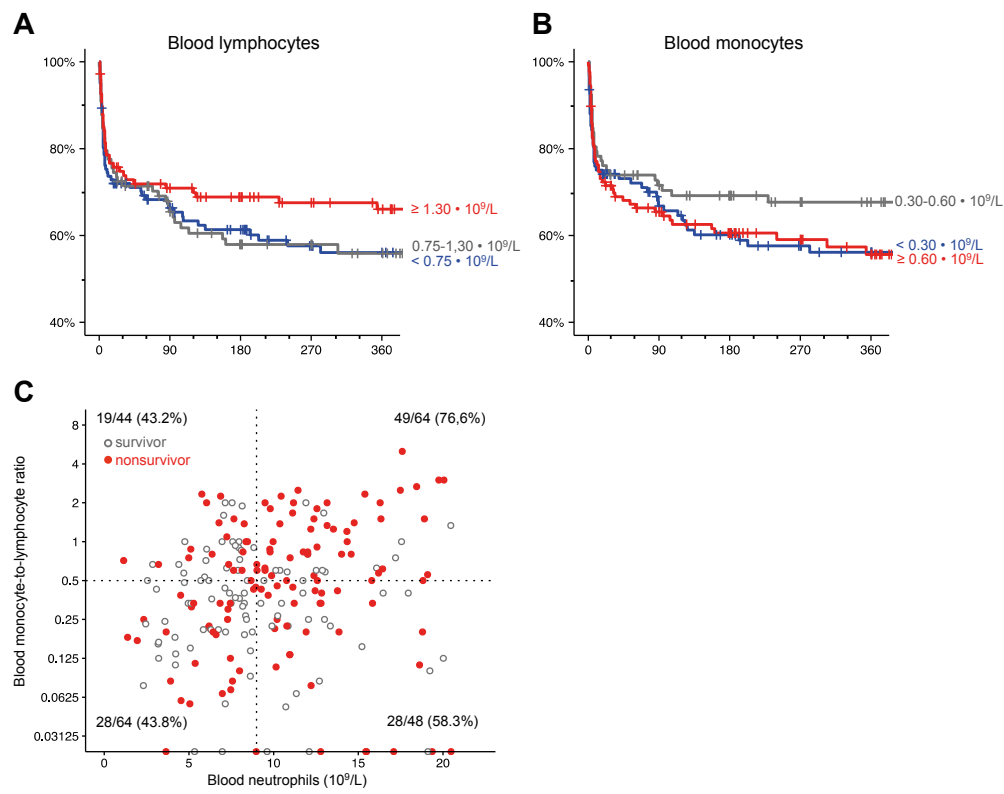 A
Blood lymphocytes
100%
80%
60%
40%
≥ 1.30 • 10⁹/L
0.75-1.30 • 10⁹/L
< 0.75 • 10⁹/L
0 90 180 270 360
B
Blood monocytes
100%
80%
60%
40%
0.30-0.60 • 10⁹/L
< 0.30 • 10⁹/L
≥ 0.60 • 10⁹/L
0 90 180 270 360
C
19/44 (43.2%) 49/64 (76,6%)
survivor
nonsurvivor
Blood monocyte-to-lymphocyte ratio
8
4
2
1
0.5
0.25
0.125
0.0625
0.03125
28/64 (43.8%) 28/48 (58.3%)
0 5 10 15 20
Blood neutrophils (10⁹/L)